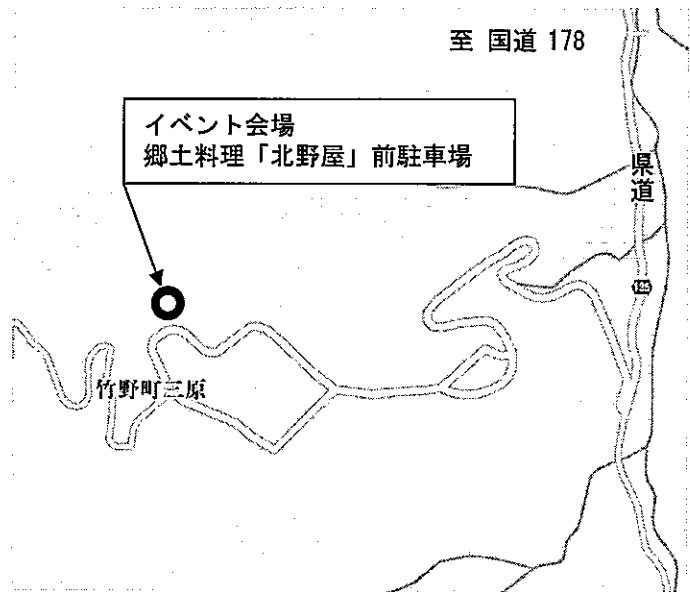 至 国道 178
イベント会場
郷土料理「北野屋」前駐車場
県道
竹野町三原